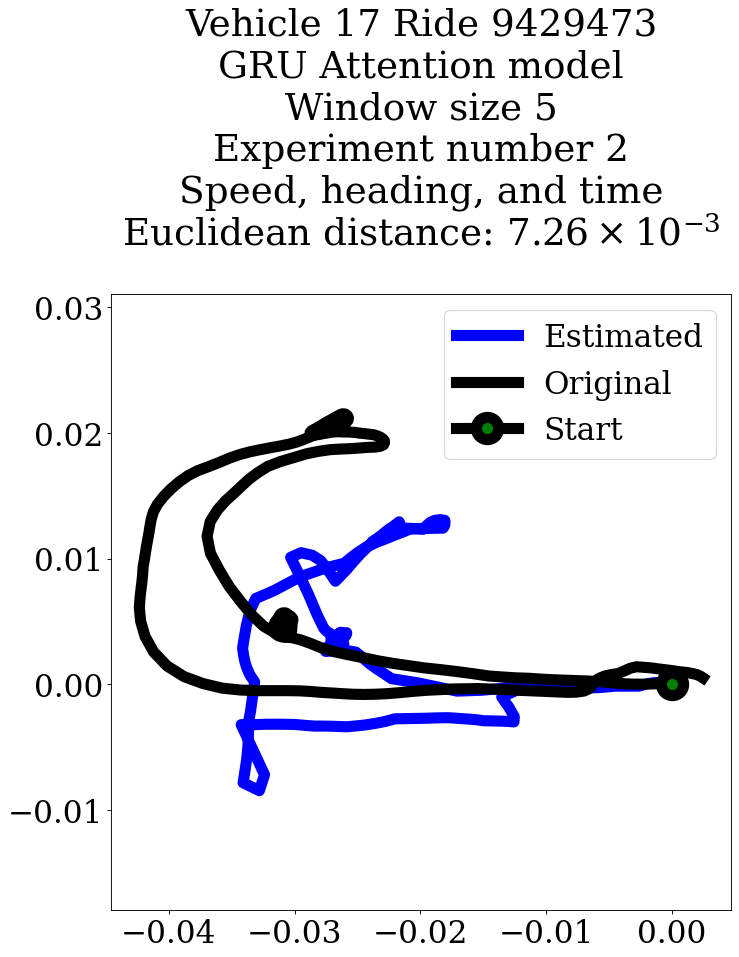 Vehicle 17 Ride 9429473
GRU Attention model
Window size 5
Experiment number 2
Speed, heading, and time
Euclidean distance: 7.26 × 10⁻³
Estimated
Original
Start
0.03
0.02
0.01
0.00
−0.01
−0.04 −0.03 −0.02 −0.01 0.00